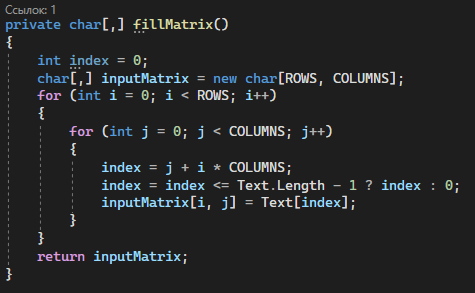 Ссылок: 1
private char[,] fillMatrix()
{
    int index = 0;
    char[,] inputMatrix = new char[ROWS, COLUMNS];
    for (int i = 0; i < ROWS; i++)
    {
        for (int j = 0; j < COLUMNS; j++)
        {
            index = j + i * COLUMNS;
            index = index <= Text.Length - 1 ? index : 0;
            inputMatrix[i, j] = Text[index];
        }
    }
    return inputMatrix;
}